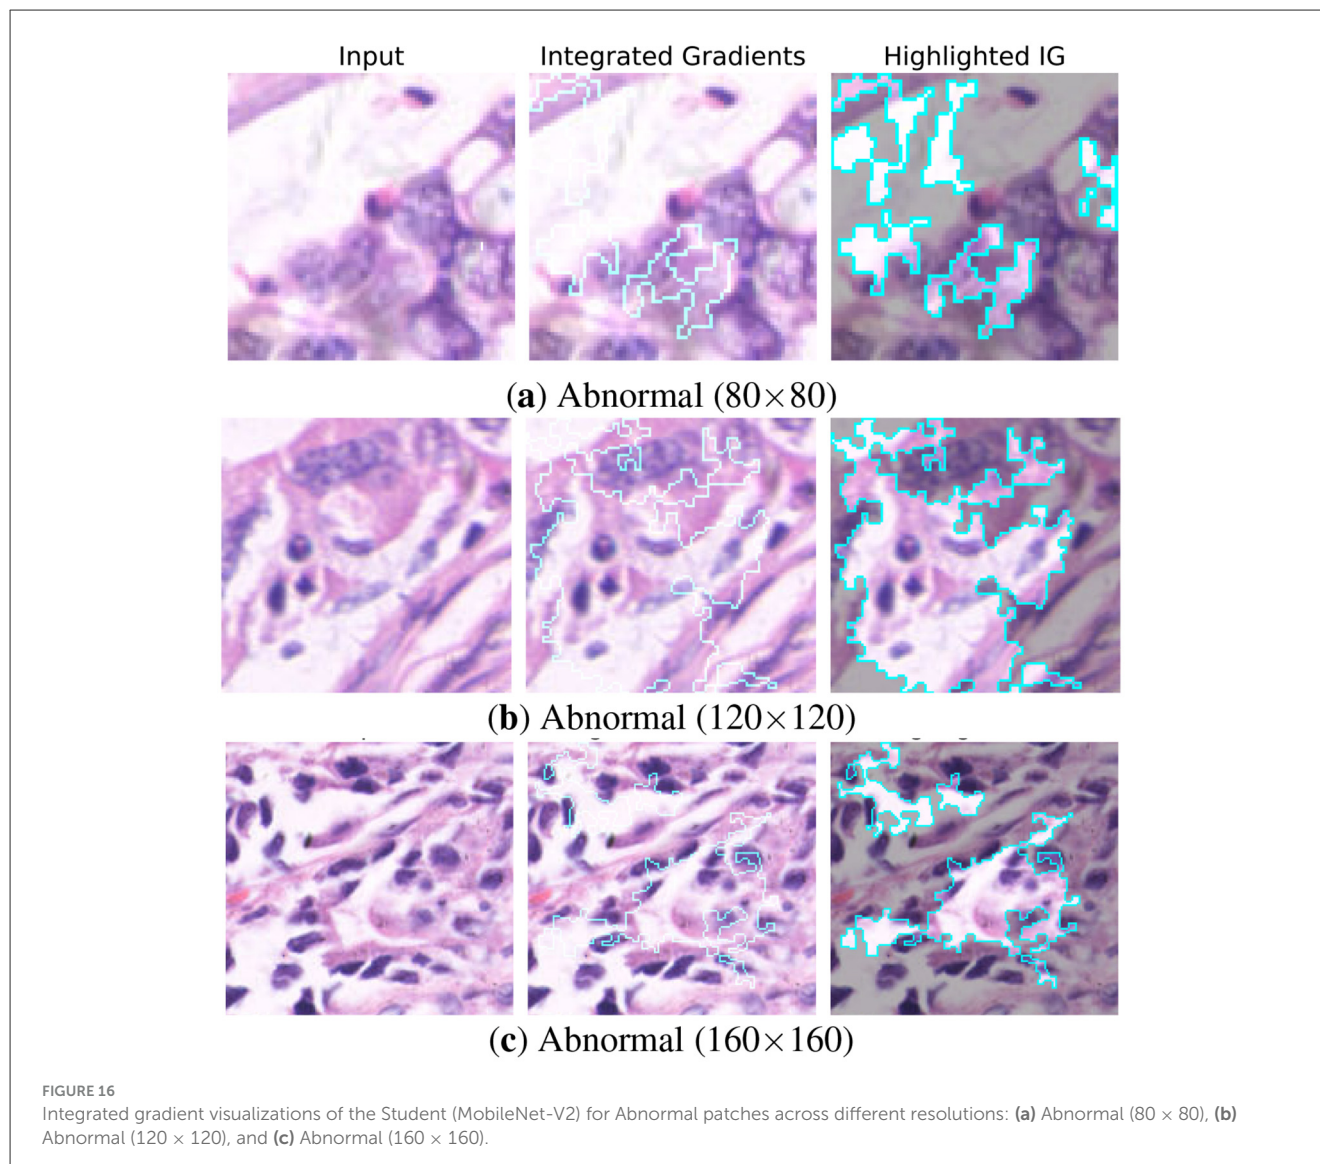 Input Integrated Gradients Highlighted IG
(a) Abnormal (80×80)
(b) Abnormal (120×120)
(c) Abnormal (160×160)
FIGURE 16
Integrated gradient visualizations of the Student (MobileNet-V2) for Abnormal patches across different resolutions: (a) Abnormal (80 × 80), (b)
Abnormal (120 × 120), and (c) Abnormal (160 × 160).